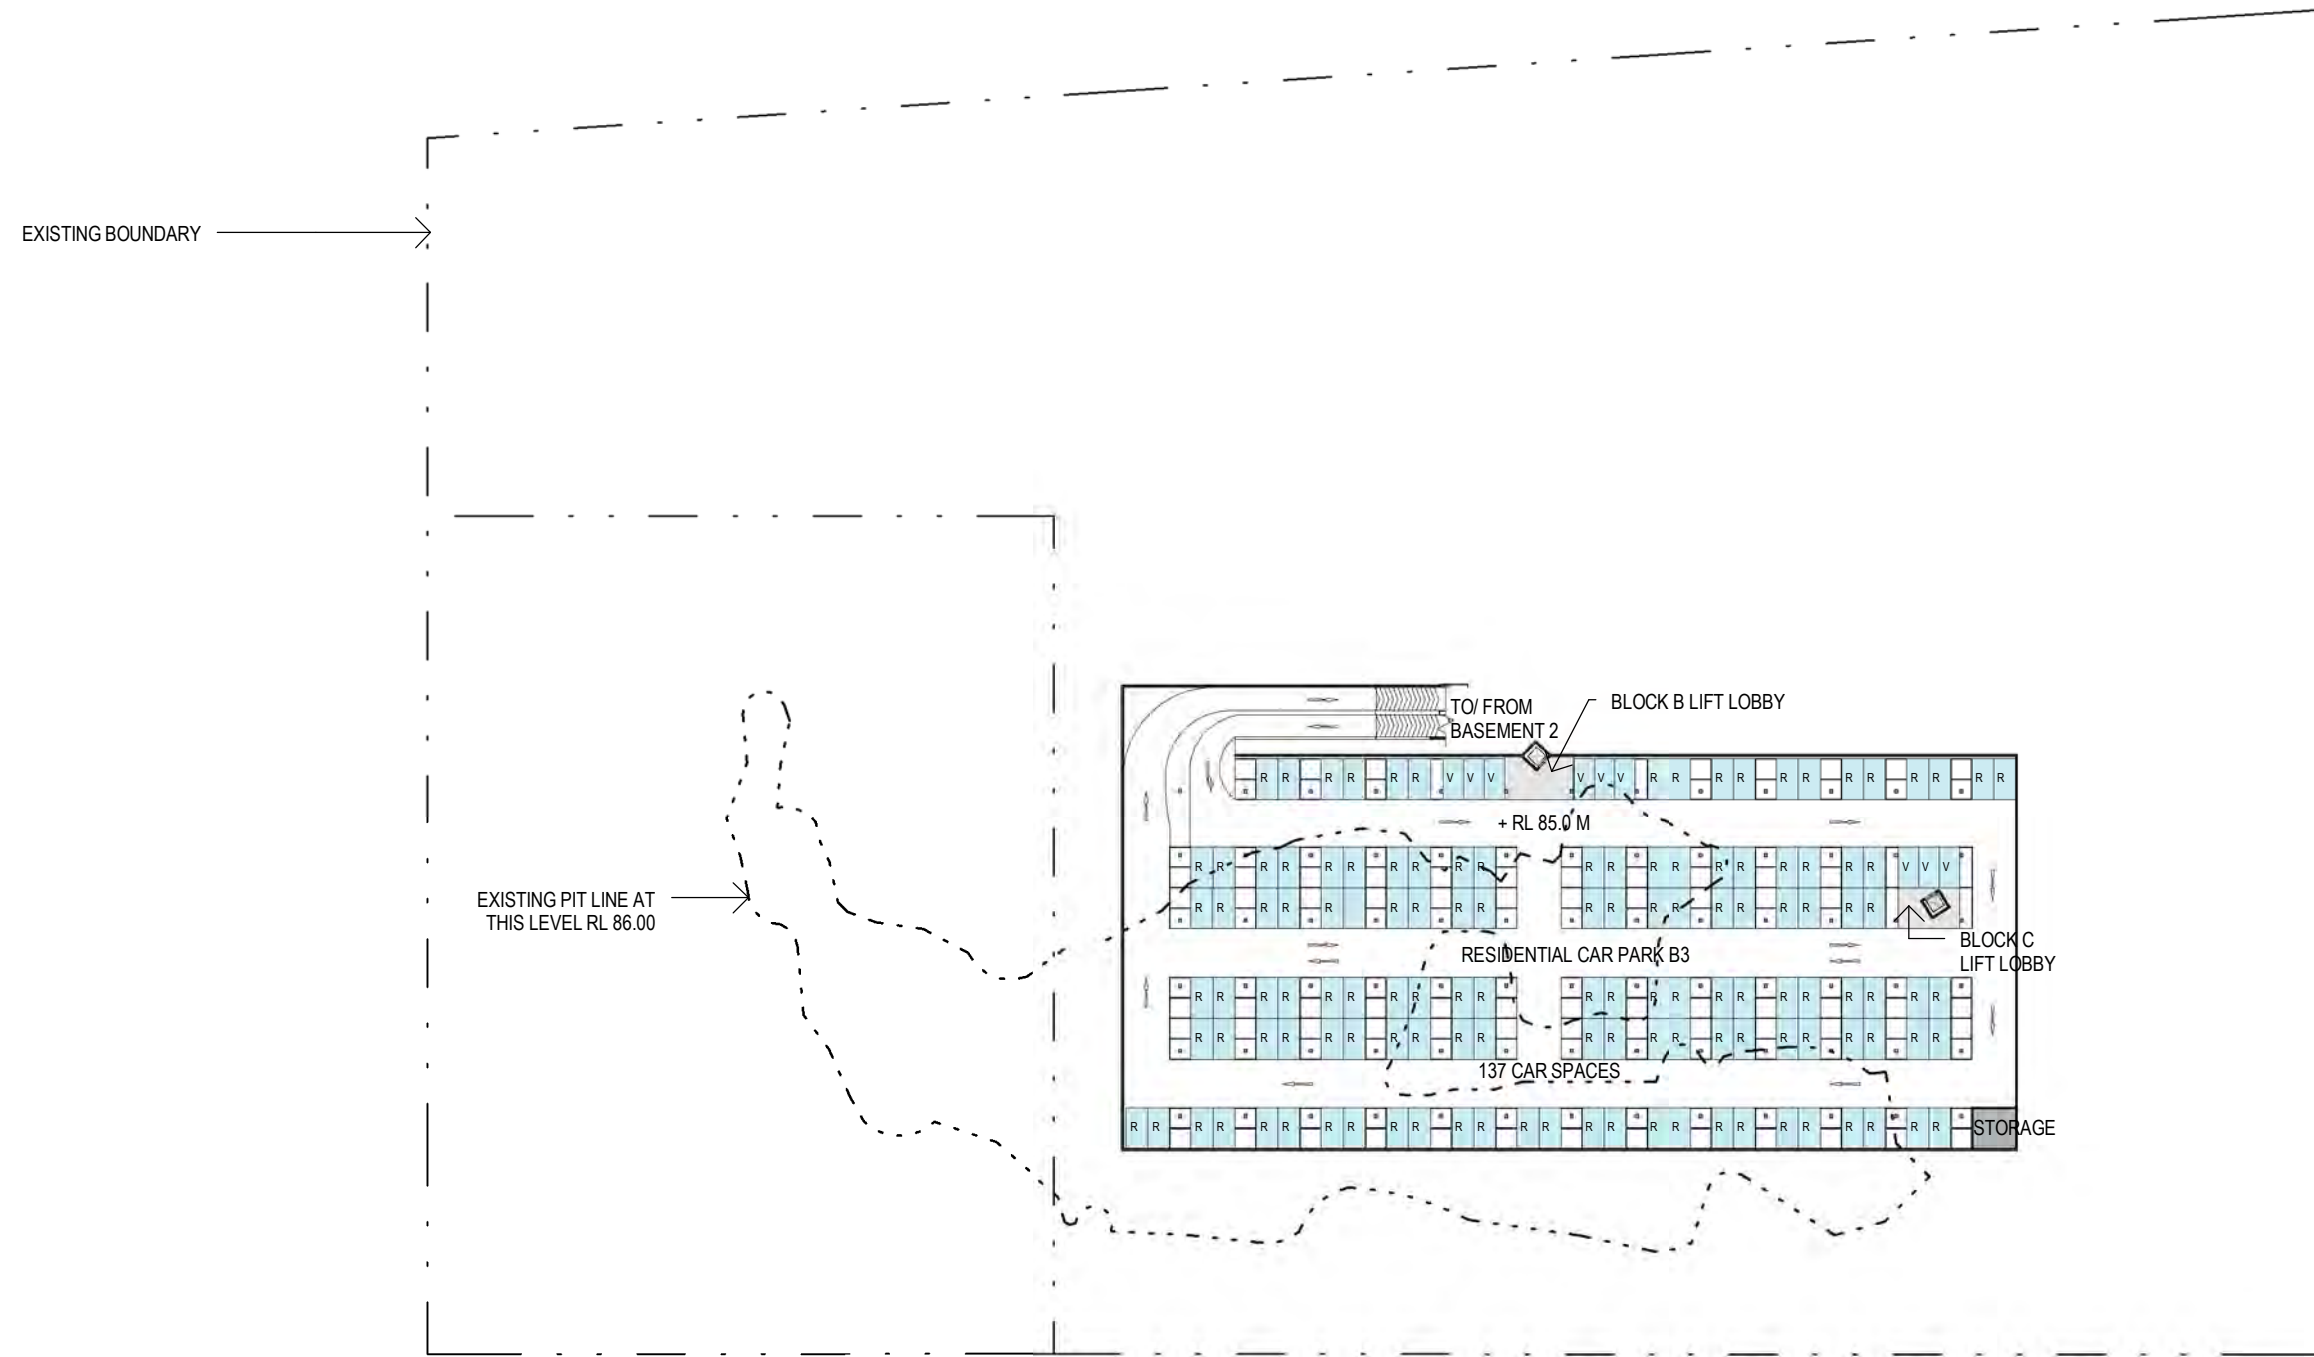 EXISTING BOUNDARY
TO/ FROM
BASEMENT 2
BLOCK B LIFT LOBBY
R R R R R R V V V V V V R R R R R R R R R R R R
+ RL 85.0 M
R R R R R R R R R R R R R R R R R R R R V V V
EXISTING PIT LINE AT
THIS LEVEL RL 86.00
R R R R R R R R R R R R R R R R R R R
BLOCK C
LIFT LOBBY
RESIDENTIAL CAR PARK B3
R R R R R R R R R R R R R R R R R R R R R R
R R R R R R R R R R R R R R R R R R R R R R
137 CAR SPACES
R R R R R R R R R R R R R R R R R R R R R R R R R R STORAGE